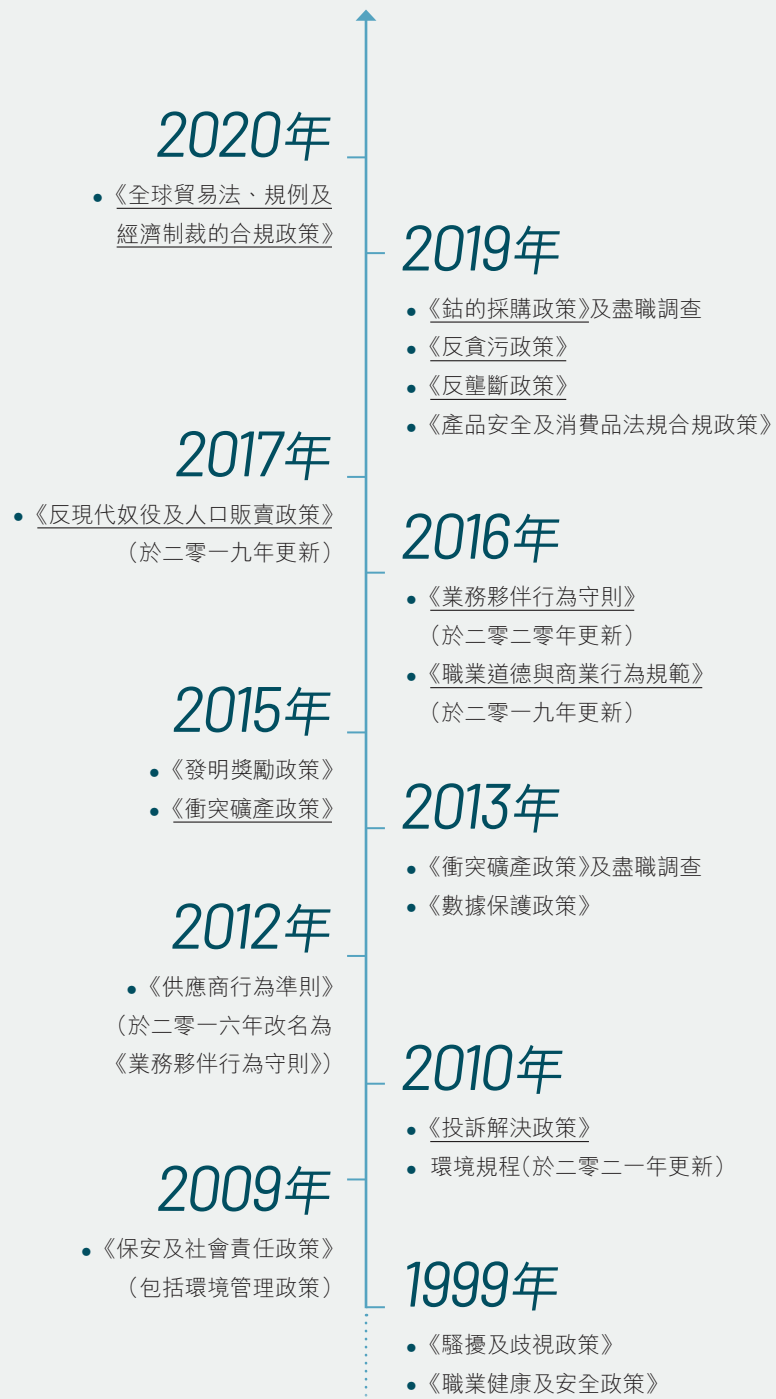 2020年
• 《全球貿易法、規例及
經濟制裁的合規政策》
2019年
• 《鈷的採購政策》及盡職調查
• 《反貪污政策》
• 《反壟斷政策》
• 《產品安全及消費品法規合規政策》
2017年
• 《反現代奴役及人口販賣政策》
（於二零一九年更新）
2016年
• 《業務夥伴行為守則》
（於二零二零年更新）
• 《職業道德與商業行為規範》
（於二零一九年更新）
2015年
• 《發明獎勵政策》
• 《衝突礦產政策》
2013年
• 《衝突礦產政策》及盡職調查
• 《數據保護政策》
2012年
• 《供應商行為準則》
（於二零一六年改名為
《業務夥伴行為守則》）
2010年
• 《投訴解決政策》
• 環境規程（於二零二一年更新）
2009年
• 《保安及社會責任政策》
（包括環境管理政策）
1999年
• 《騷擾及歧視政策》
• 《職業健康及安全政策》